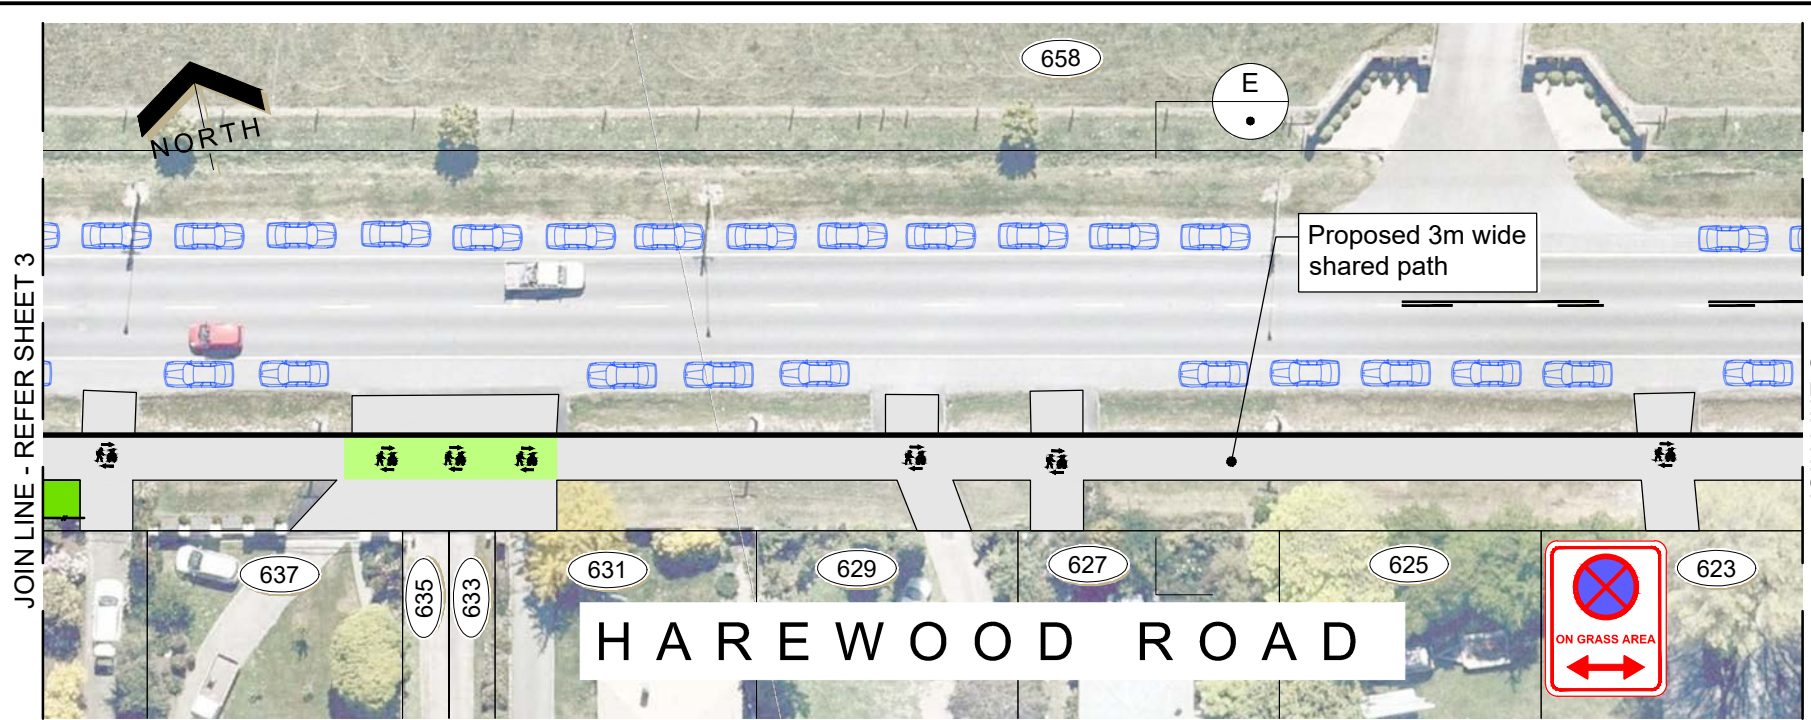 658
E
NORTH
Proposed 3m wide
shared path
JOIN LINE - REFER SHEET 3
637
635
633
631
629
627
625
623
ON GRASS AREA
HAREWOOD ROAD